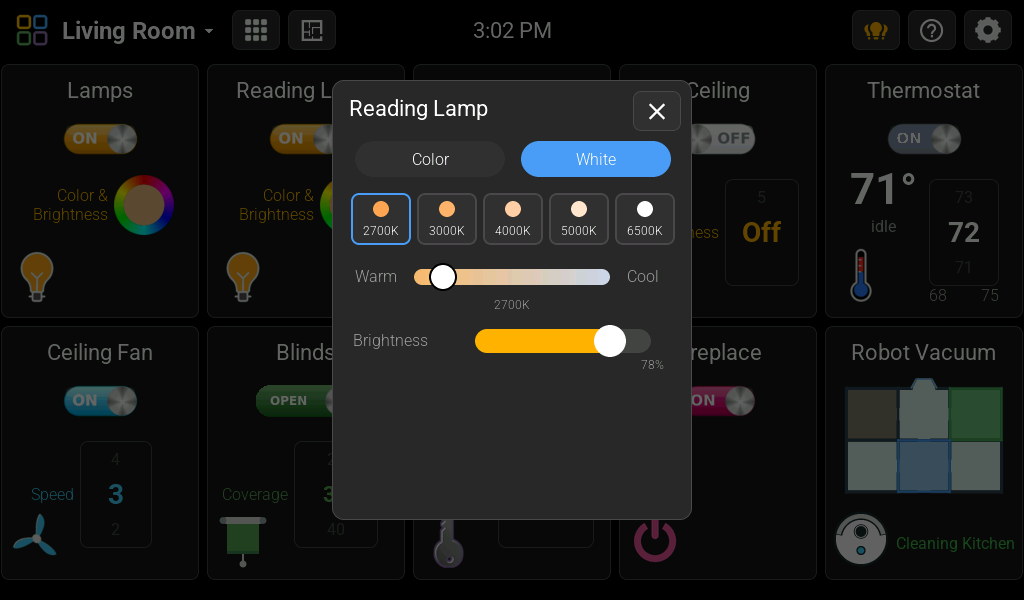 Living Room
3:02 PM
Lamps
ON
Color &
Brightness
Reading L
ON
Color &
Brightness
Ceiling
OFF
5
Off
Thermostat
ON
71°
idle
73
72
71
68 75
Reading Lamp
Color
White
2700K
3000K
4000K
5000K
6500K
Warm
Cool
2700K
Brightness
78%
Ceiling Fan
ON
Speed
4
3
2
Blinds
OPEN
Coverage
40
replace
ON
Robot Vacuum
Cleaning Kitchen